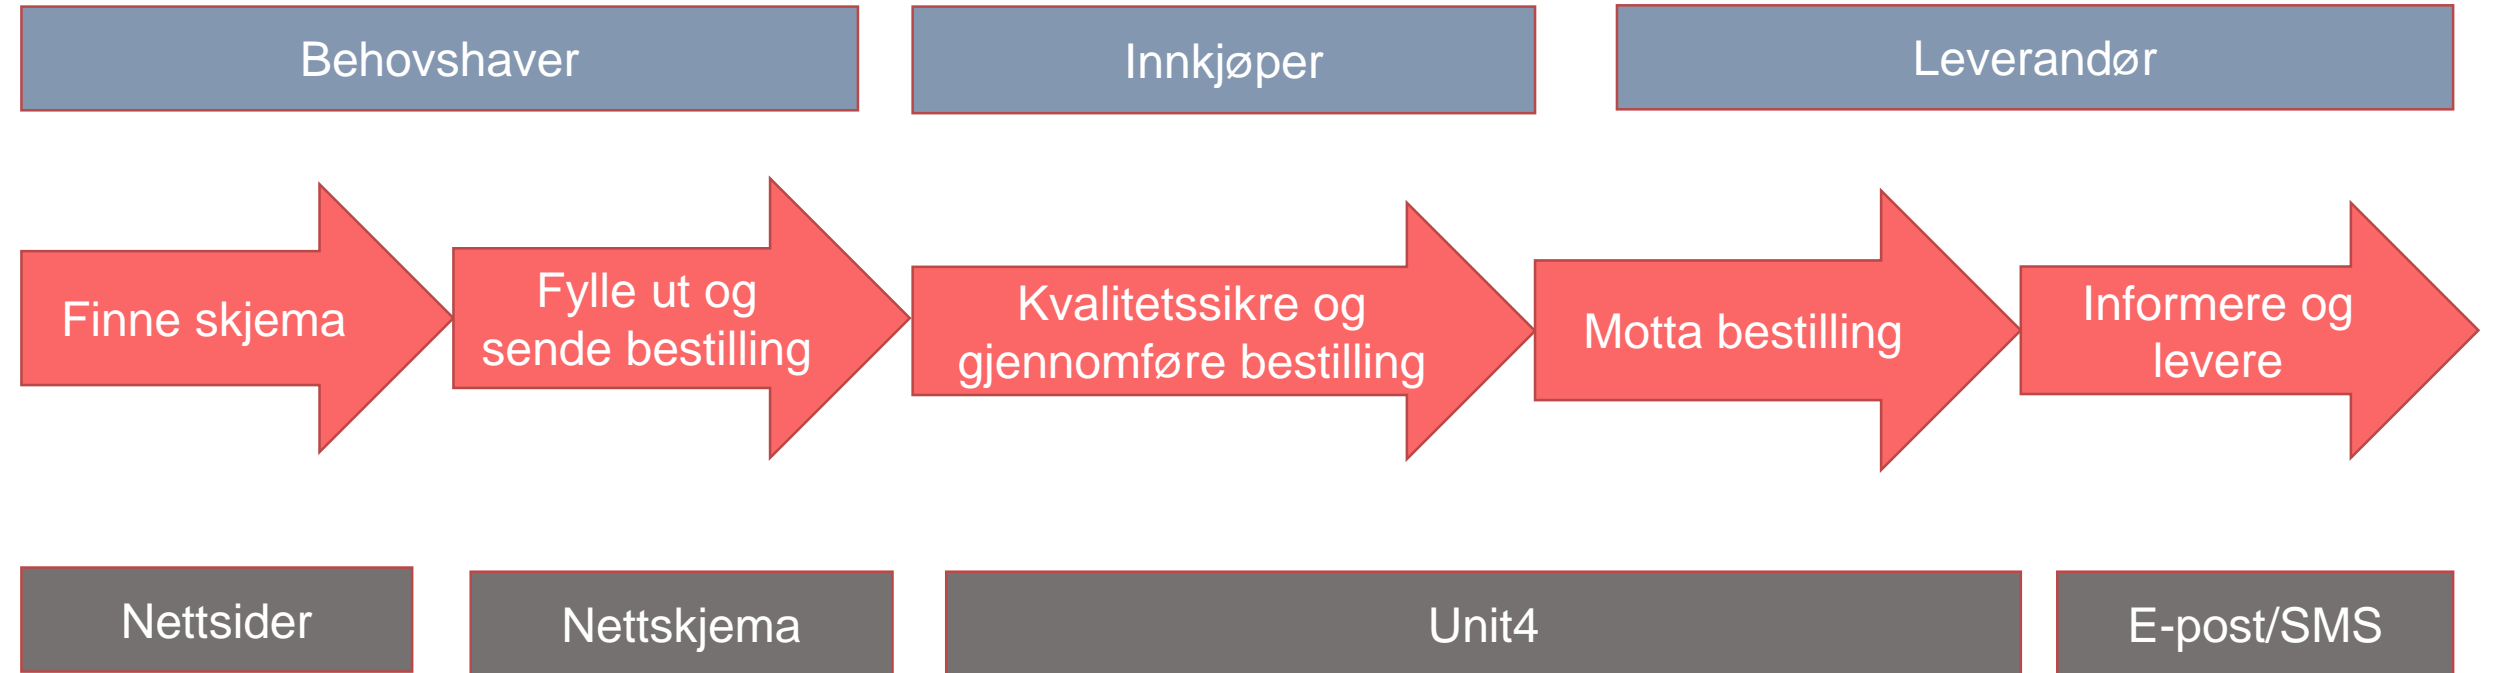 Behovshaver
Innkjøper
Leverandør
Finne skjema
Fylle ut og
sende bestilling
Kvalitetssikre og
gjennomføre bestilling
Motta bestilling
Informere og
levere
Nettsider
Nettskjema
Unit4
E-post/SMS